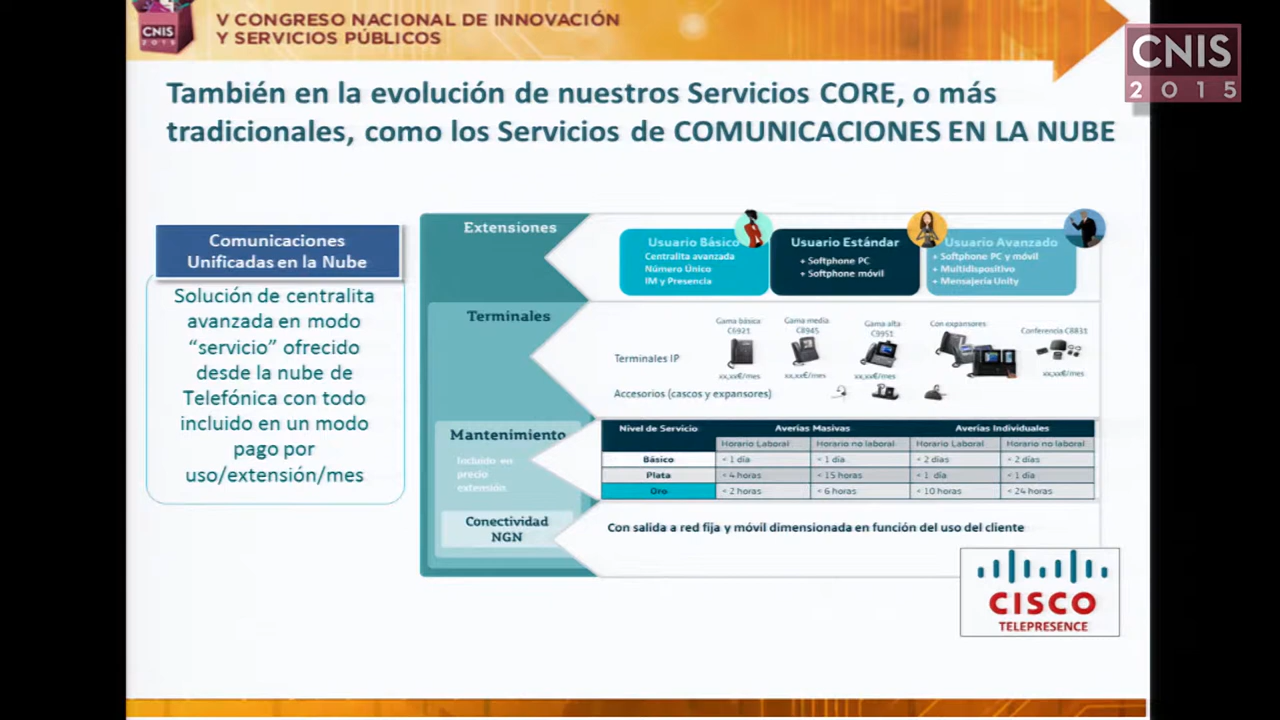 V CONGRESO NACIONAL DE INNOVACIÓN
Y SERVICIOS PÚBLICOS
CNIS
2015
CNIS
2015
También en la evolución de nuestros Servicios CORE, o más
tradicionales, como los Servicios de COMUNICACIONES EN LA NUBE
Comunicaciones
Unificadas en la Nube
Solución de centralita
avanzada en modo
“servicio” ofrecido
desde la nube de
Telefónica con todo
incluido en un modo
pago por
uso/extensión/mes
Extensiones
Usuario Básico
Centralita avanzada
Número Único
IM y Presencia
Usuario Estándar
+ Softphone PC
+ Softphone móvil
Usuario Avanzado
+ Softphone PC y móvil
+ Multidispositivo
+ Mensajería Unity
Terminales
Terminales IP
Gama básica
C6921
xx,xx€/mes
Gama media
C8945
xx,xx€/mes
Gama alta
C9951
xx,xx€/mes
Con expansores
Conferencia C8831
xx,xx€/mes
Accesorios (cascos y expansores)
Mantenimiento
Incluido en
precio
extensión
Nivel de Servicio Averías Masivas Averías Individuales
Horario Laboral Horario no laboral Horario Laboral Horario no laboral
Básico < 1 día < 1 día < 2 días < 2 días
Plata < 4 horas < 15 horas < 1 día < 1 día
Oro < 2 horas < 6 horas < 10 horas < 24 horas
Conectividad
NGN
Con salida a red fija y móvil dimensionada en función del uso del cliente
CISCO
TELEPRESENCE